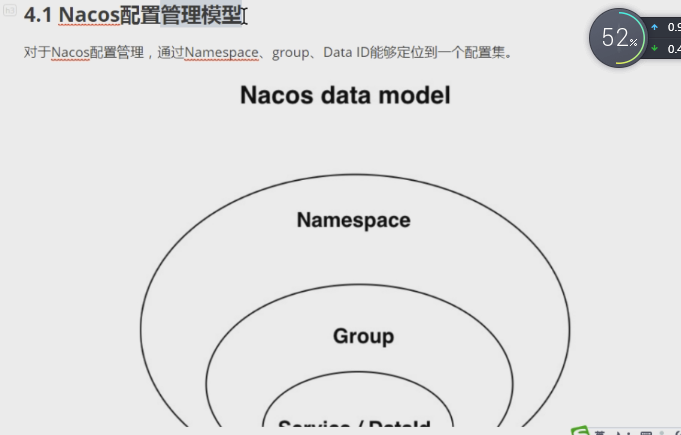 4.1 Nacos配置管理模型
对于Nacos配置管理，通过Namespace、group、Data ID能够定位到一个配置集。
52%
Nacos data model
Namespace
Group
Service / DataId